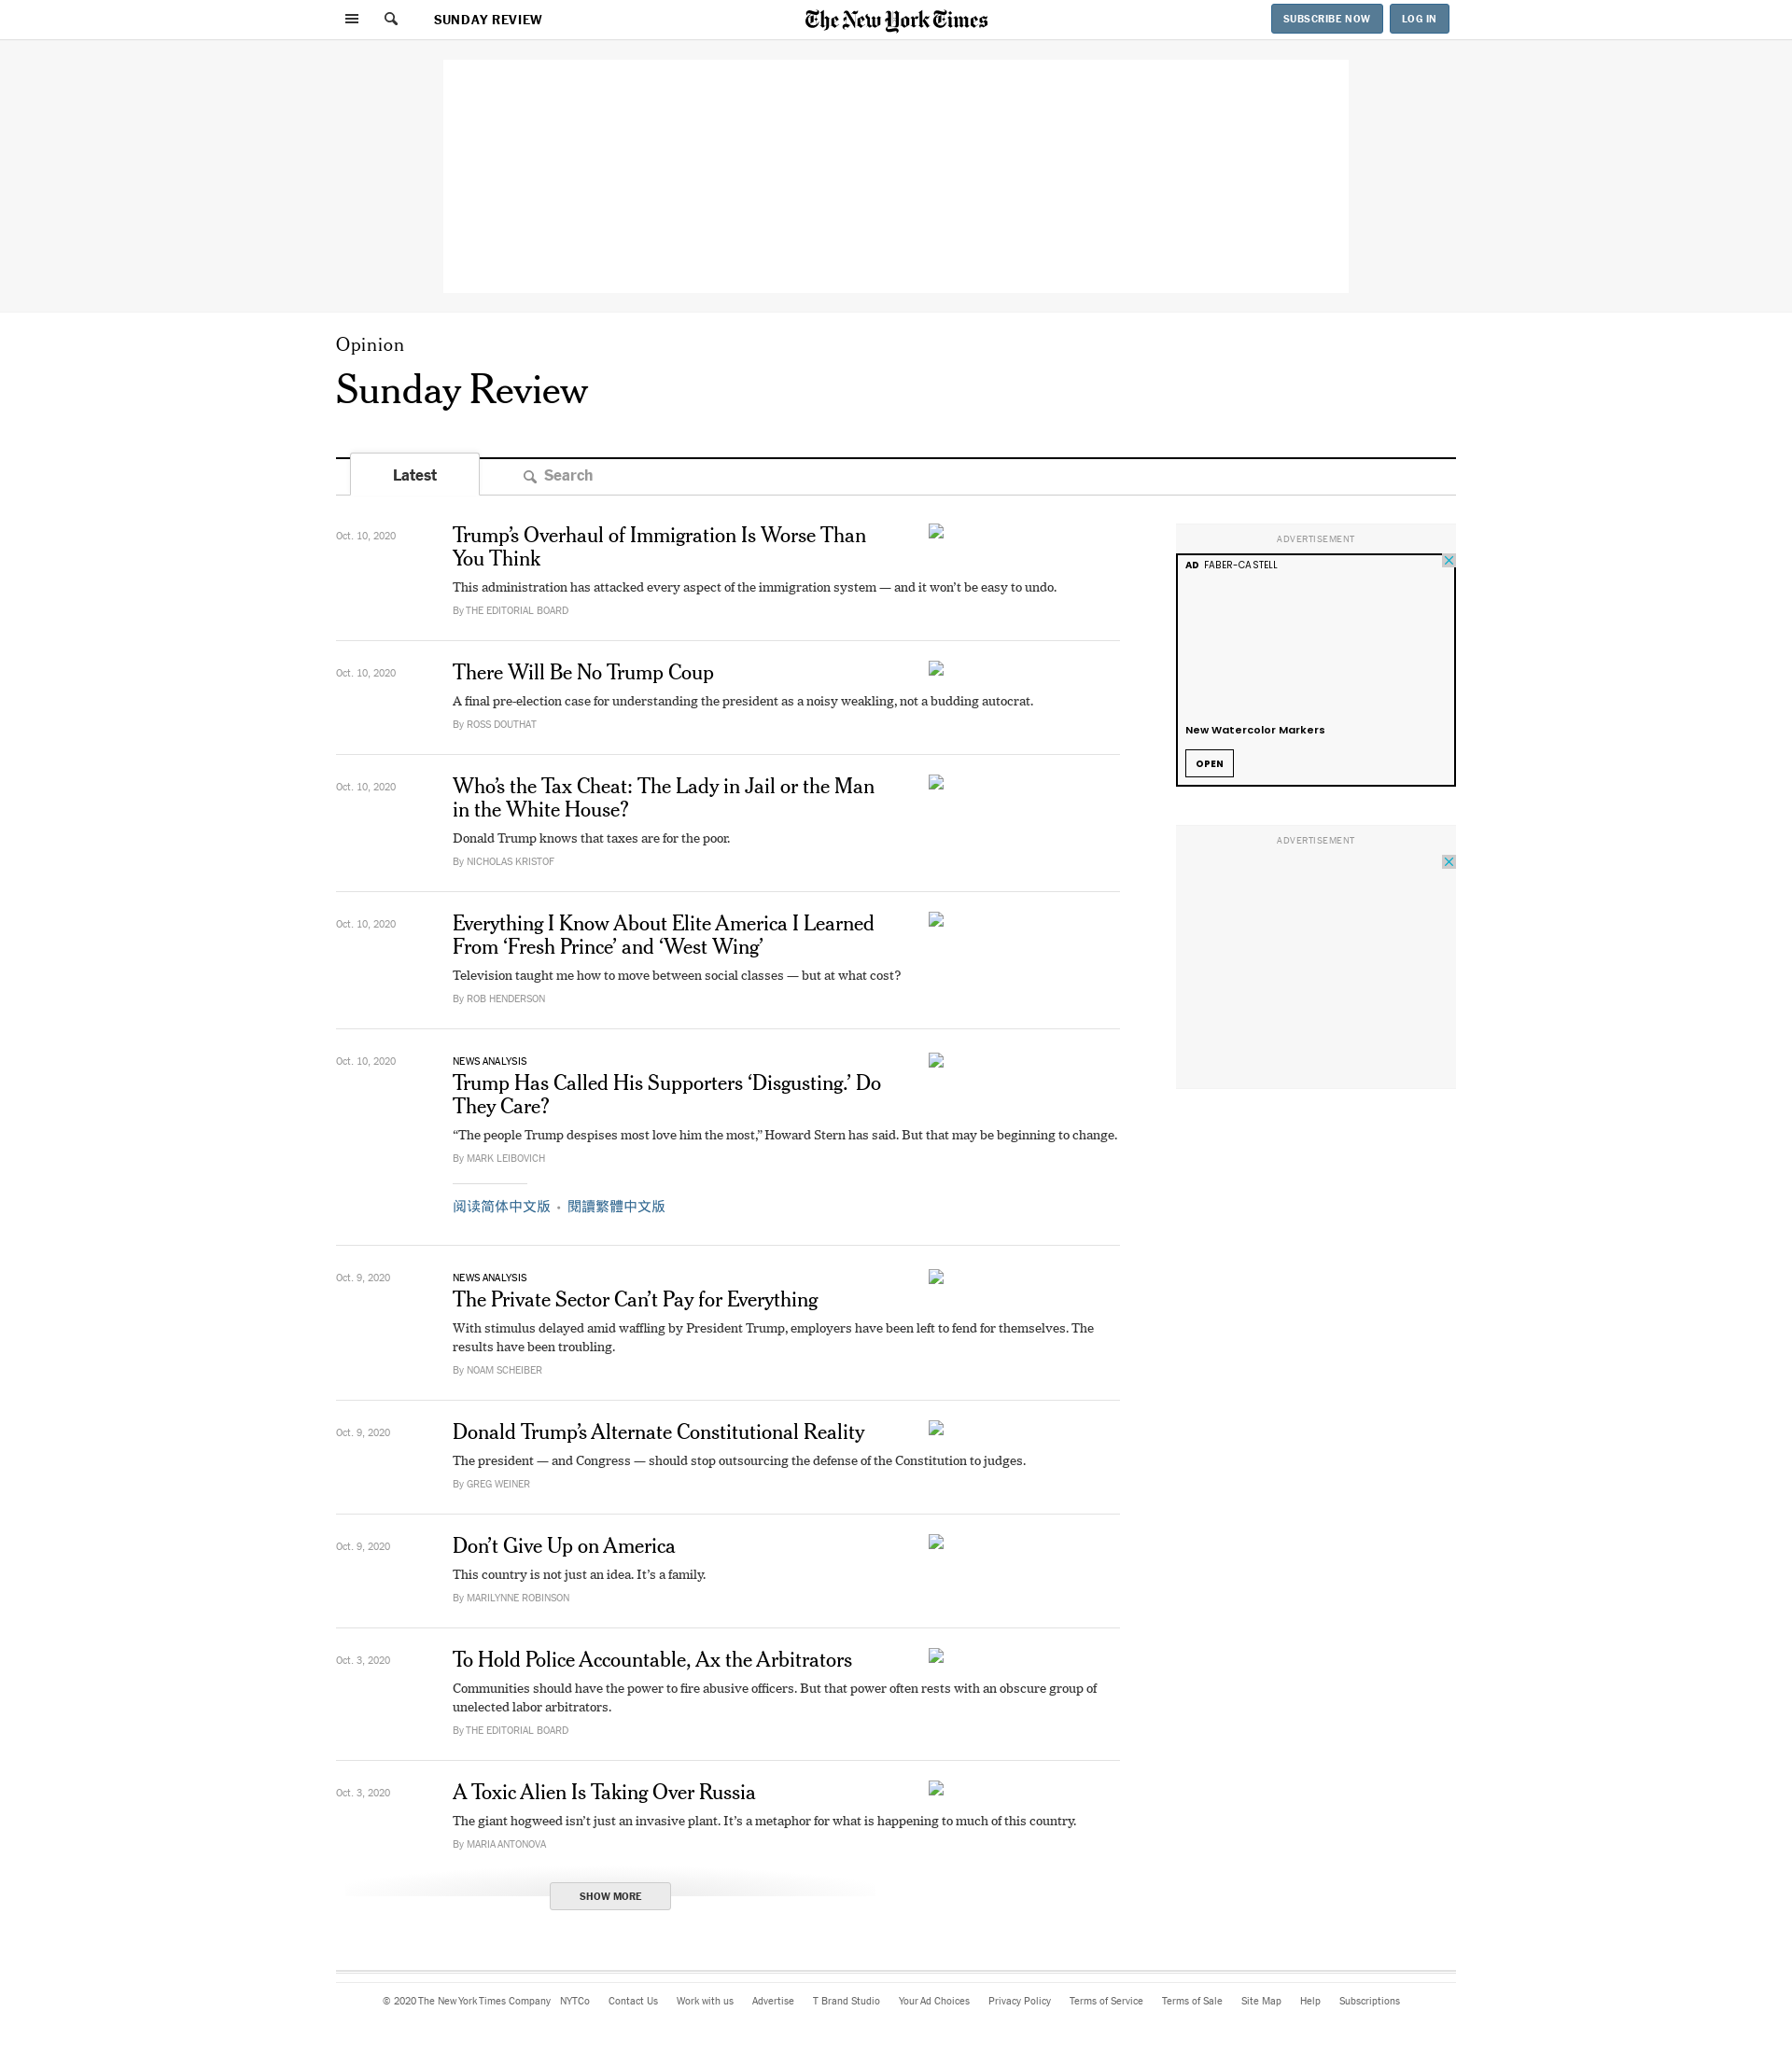 SUNDAY REVIEW
The New York Times
SUBSCRIBE NOW
LOG IN
Opinion
Sunday Review
Latest
Search
Oct. 10, 2020
Trump’s Overhaul of Immigration Is Worse Than
You Think
This administration has attacked every aspect of the immigration system — and it won’t be easy to undo.
By THE EDITORIAL BOARD
Oct. 10, 2020
There Will Be No Trump Coup
A final pre-election case for understanding the president as a noisy weakling, not a budding autocrat.
By ROSS DOUTHAT
Oct. 10, 2020
Who’s the Tax Cheat: The Lady in Jail or the Man
in the White House?
Donald Trump knows that taxes are for the poor.
By NICHOLAS KRISTOF
Oct. 10, 2020
Everything I Know About Elite America I Learned
From ‘Fresh Prince’ and ‘West Wing’
Television taught me how to move between social classes — but at what cost?
By ROB HENDERSON
Oct. 10, 2020
NEWS ANALYSIS
Trump Has Called His Supporters ‘Disgusting.’ Do
They Care?
“The people Trump despises most love him the most,” Howard Stern has said. But that may be beginning to change.
By MARK LEIBOVICH
阅读简体中文版 • 閱讀繁體中文版
Oct. 9, 2020
NEWS ANALYSIS
The Private Sector Can’t Pay for Everything
With stimulus delayed amid waffling by President Trump, employers have been left to fend for themselves. The
results have been troubling.
By NOAM SCHEIBER
Oct. 9, 2020
Donald Trump’s Alternate Constitutional Reality
The president — and Congress — should stop outsourcing the defense of the Constitution to judges.
By GREG WEINER
Oct. 9, 2020
Don’t Give Up on America
This country is not just an idea. It’s a family.
By MARILYNNE ROBINSON
Oct. 3, 2020
To Hold Police Accountable, Ax the Arbitrators
Communities should have the power to fire abusive officers. But that power often rests with an obscure group of
unelected labor arbitrators.
By THE EDITORIAL BOARD
Oct. 3, 2020
A Toxic Alien Is Taking Over Russia
The giant hogweed isn’t just an invasive plant. It’s a metaphor for what is happening to much of this country.
By MARIA ANTONOVA
SHOW MORE
ADVERTISEMENT
AD FABER-CASTELL
New Watercolor Markers
OPEN
ADVERTISEMENT
© 2020 The New York Times Company NYTCo Contact Us Work with us Advertise T Brand Studio Your Ad Choices Privacy Policy Terms of Service Terms of Sale Site Map Help Subscriptions